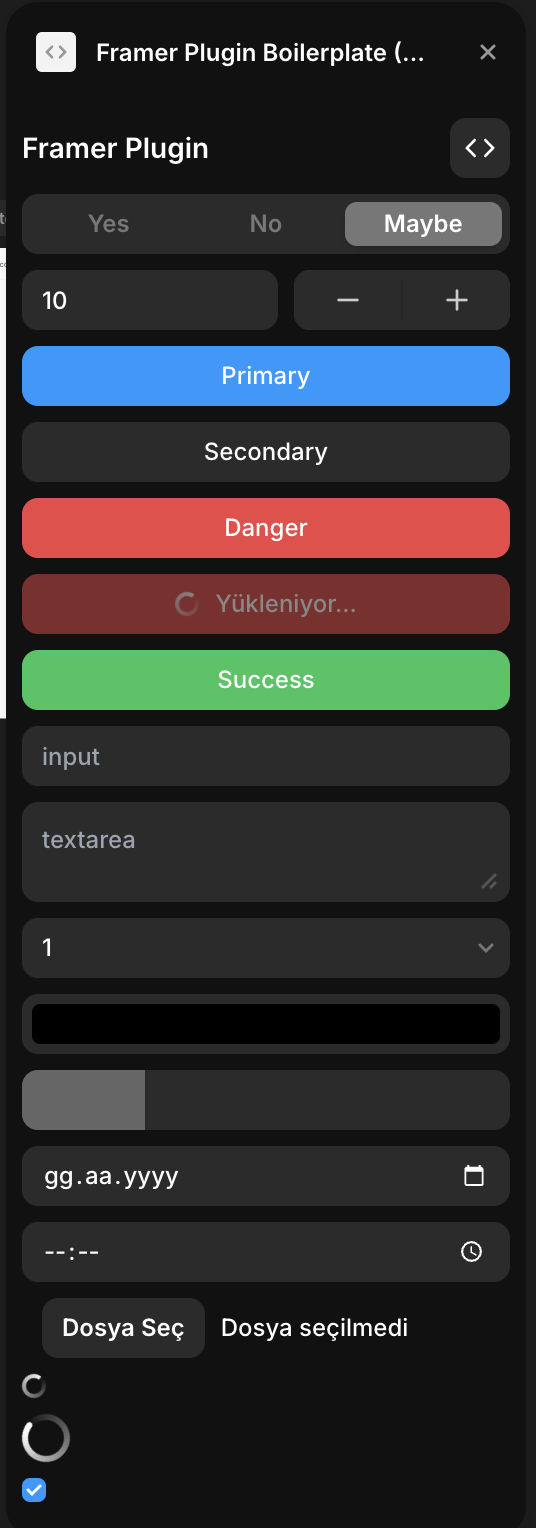 Framer Plugin Boilerplate (...
Framer Plugin
Yes No Maybe
10
Primary
Secondary
Danger
Yükleniyor...
Success
input
textarea
1
gg.aa.yyyy
--:--
Dosya Seç Dosya seçilmedi